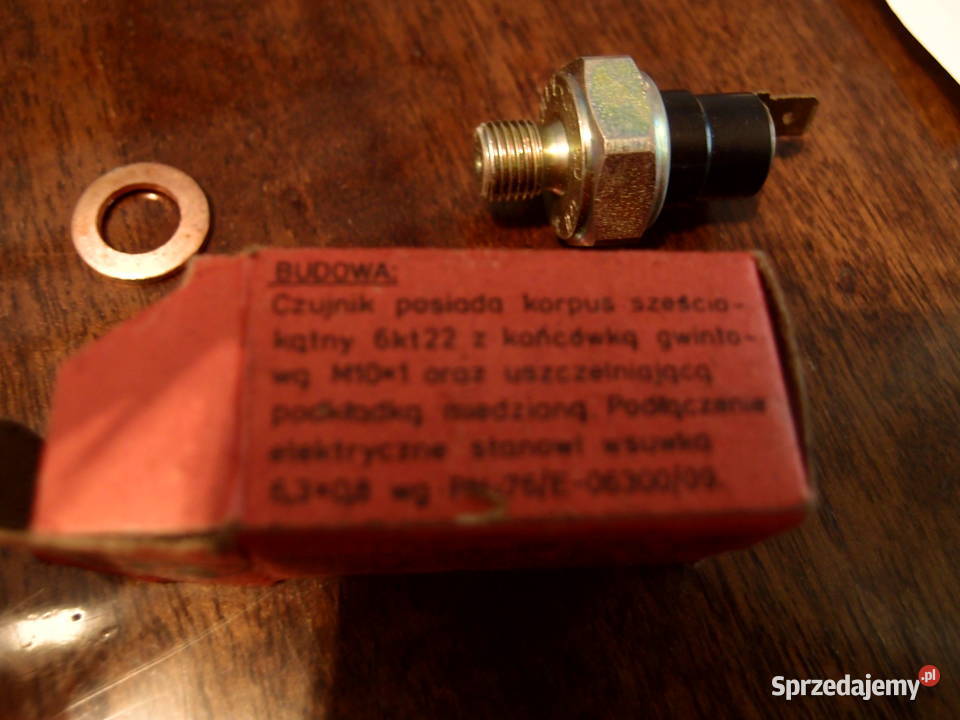 BUDOWA:
Czujnik posiada korpus sześcio-
kątny 6kt22 z końcówką gwinto-
wą M10×1 oraz uszczelniającą
podkładką miedzianą. Podłączenie
elektryczne stanowi wsuwka
6,3×0,8 wg PN-76/E-06300/09.
Sprzedajemy.pl